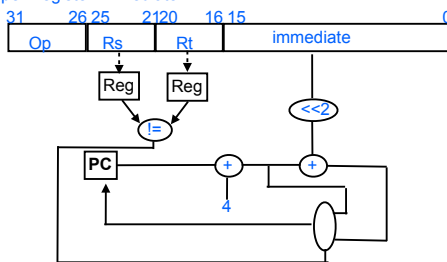 31 26 25 21 20 16 15 0
Op Rs Rt immediate
Reg Reg
<<2
!=
PC + +
4